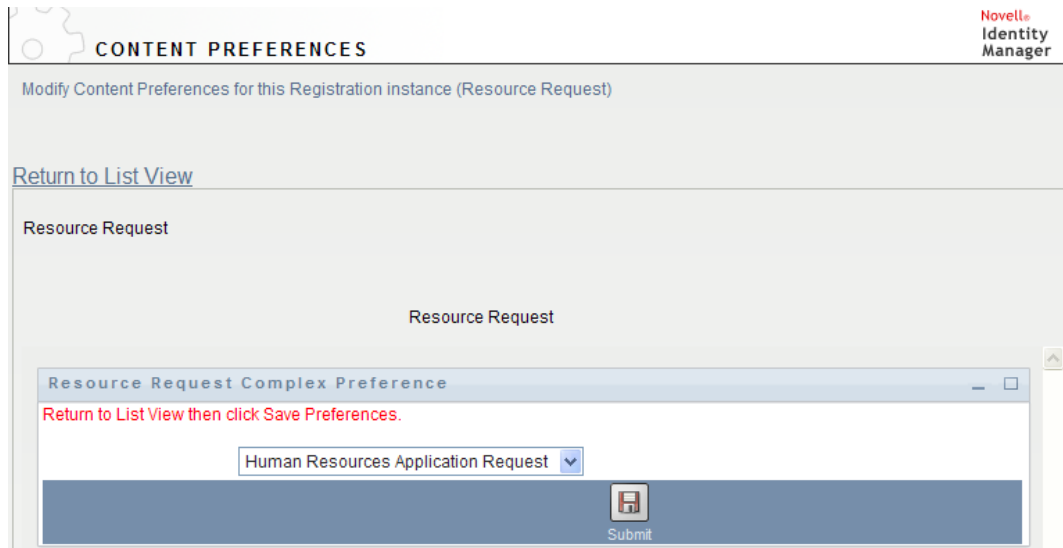 Novell®
Identity
Manager
CONTENT PREFERENCES
Modify Content Preferences for this Registration instance (Resource Request)
Return to List View
Resource Request
Resource Request
Resource Request Complex Preference
Return to List View then click Save Preferences.
Human Resources Application Request
Submit